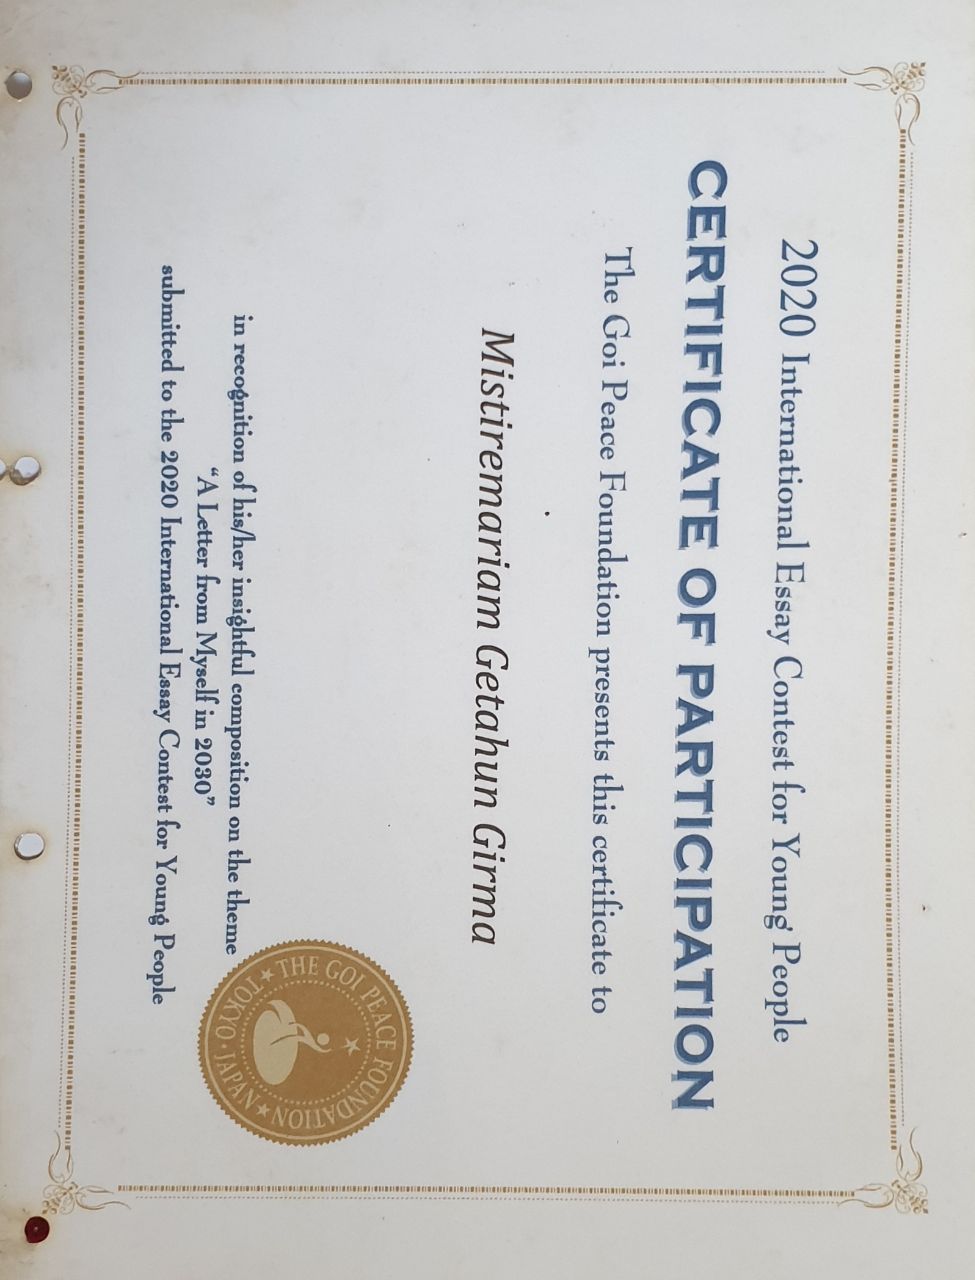 2020 International Essay Contest for Young People
CERTIFICATE OF PARTICIPATION
The Goi Peace Foundation presents this certificate to
Mistiremariam Getahun Girma
in recognition of his/her insightful composition on the theme
“A Letter from Myself in 2030”
submitted to the 2020 International Essay Contest for Young People
★ THE GOI PEACE FOUNDATION ★
TOKYO · JAPAN